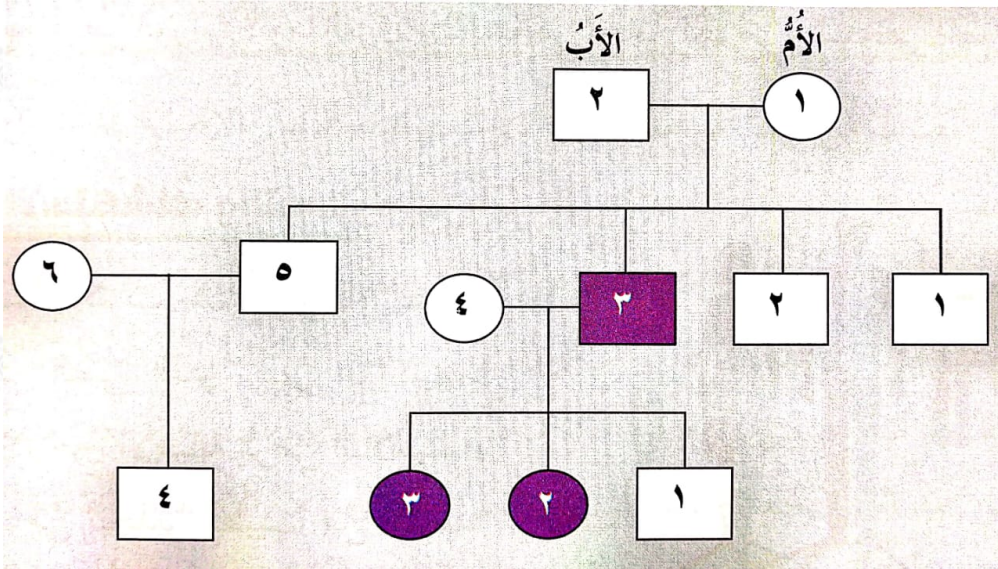 الأُمُّ الأَبُ
١ ٢
١ ٢ ٣ ٤ ٥ ٦
١ ٢ ٣ ٤